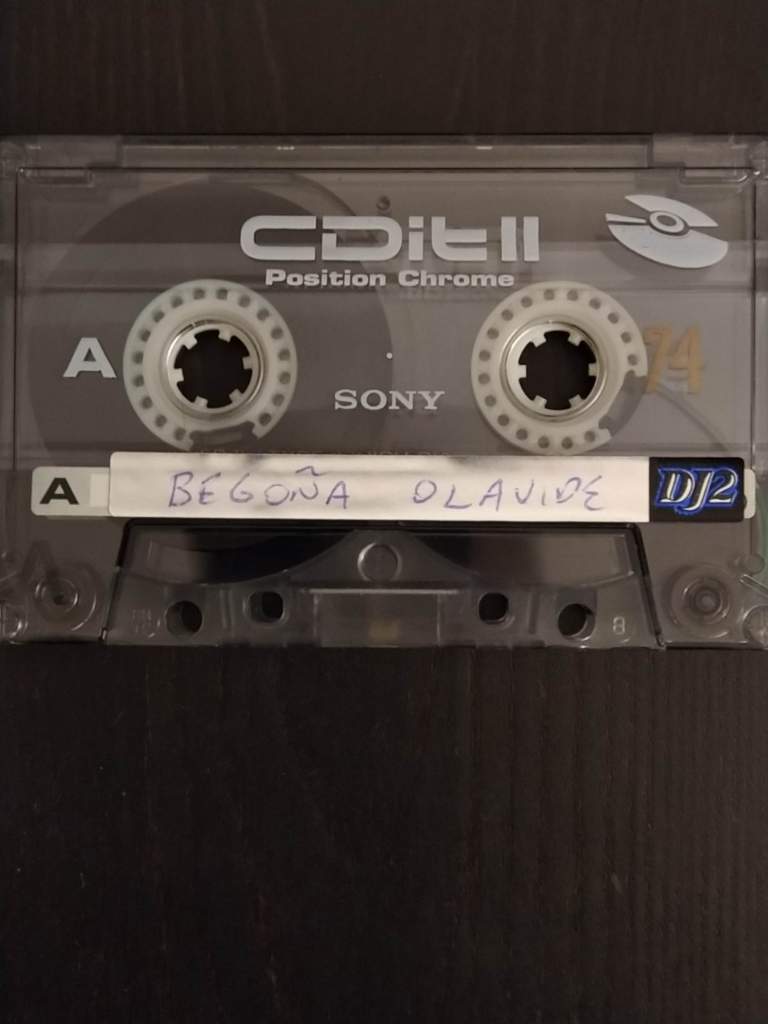 CDit II
Position Chrome
A
74
SONY
A BEGOÑA OLAVIDE DJ2